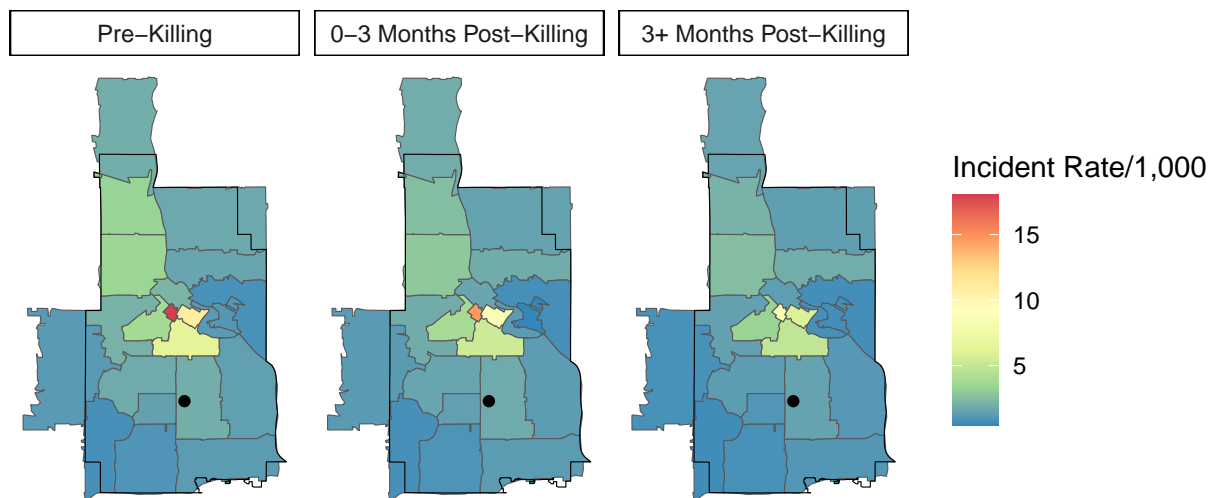 Pre−Killing
0−3 Months Post−Killing
3+ Months Post−Killing
Incident Rate/1,000
15
10
5